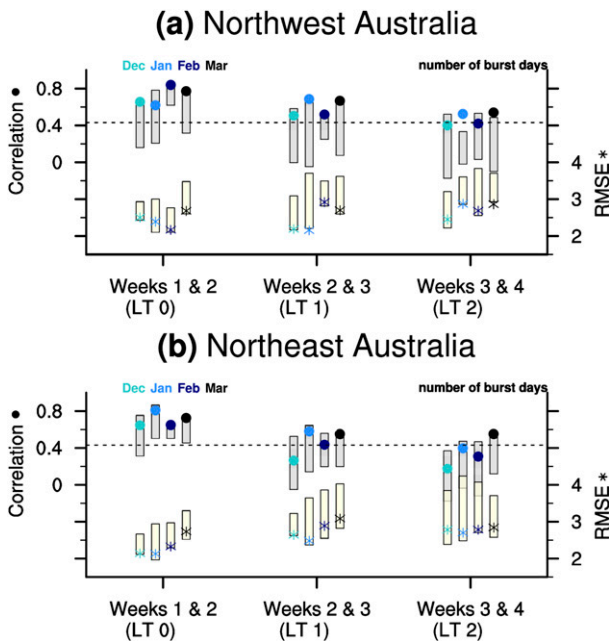 (a) Northwest Australia
Dec Jan Feb Mar number of burst days
0.8
0.4
0
Correlation ●
4
3
2
RMSE *
Weeks 1 & 2 Weeks 2 & 3 Weeks 3 & 4
(LT 0) (LT 1) (LT 2)
(b) Northeast Australia
Dec Jan Feb Mar number of burst days
0.8
0.4
0
Correlation ●
4
3
2
RMSE *
Weeks 1 & 2 Weeks 2 & 3 Weeks 3 & 4
(LT 0) (LT 1) (LT 2)